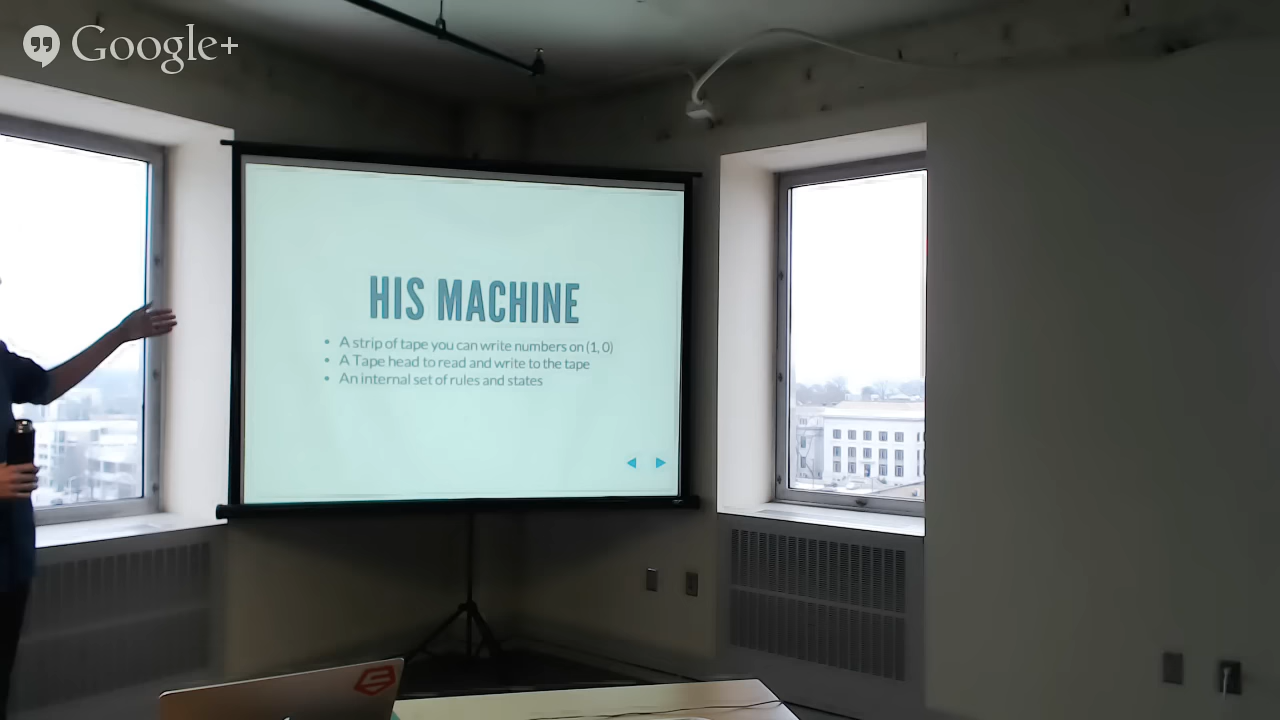 Google+
HIS MACHINE
• A strip of tape you can write numbers on (1, 0)
• A Tape head to read and write to the tape
• An internal set of rules and states